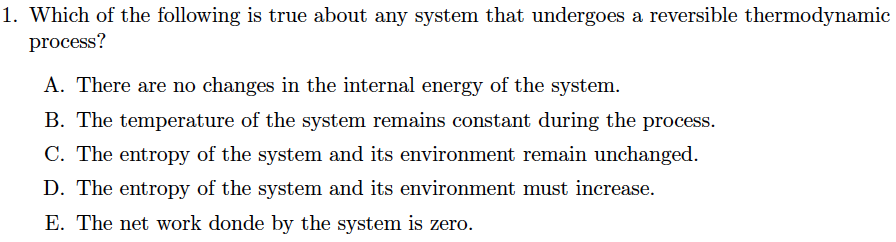 1. Which of the following is true about any system that undergoes a reversible thermodynamic
process?
A. There are no changes in the internal energy of the system.
B. The temperature of the system remains constant during the process.
C. The entropy of the system and its environment remain unchanged.
D. The entropy of the system and its environment must increase.
E. The net work donde by the system is zero.